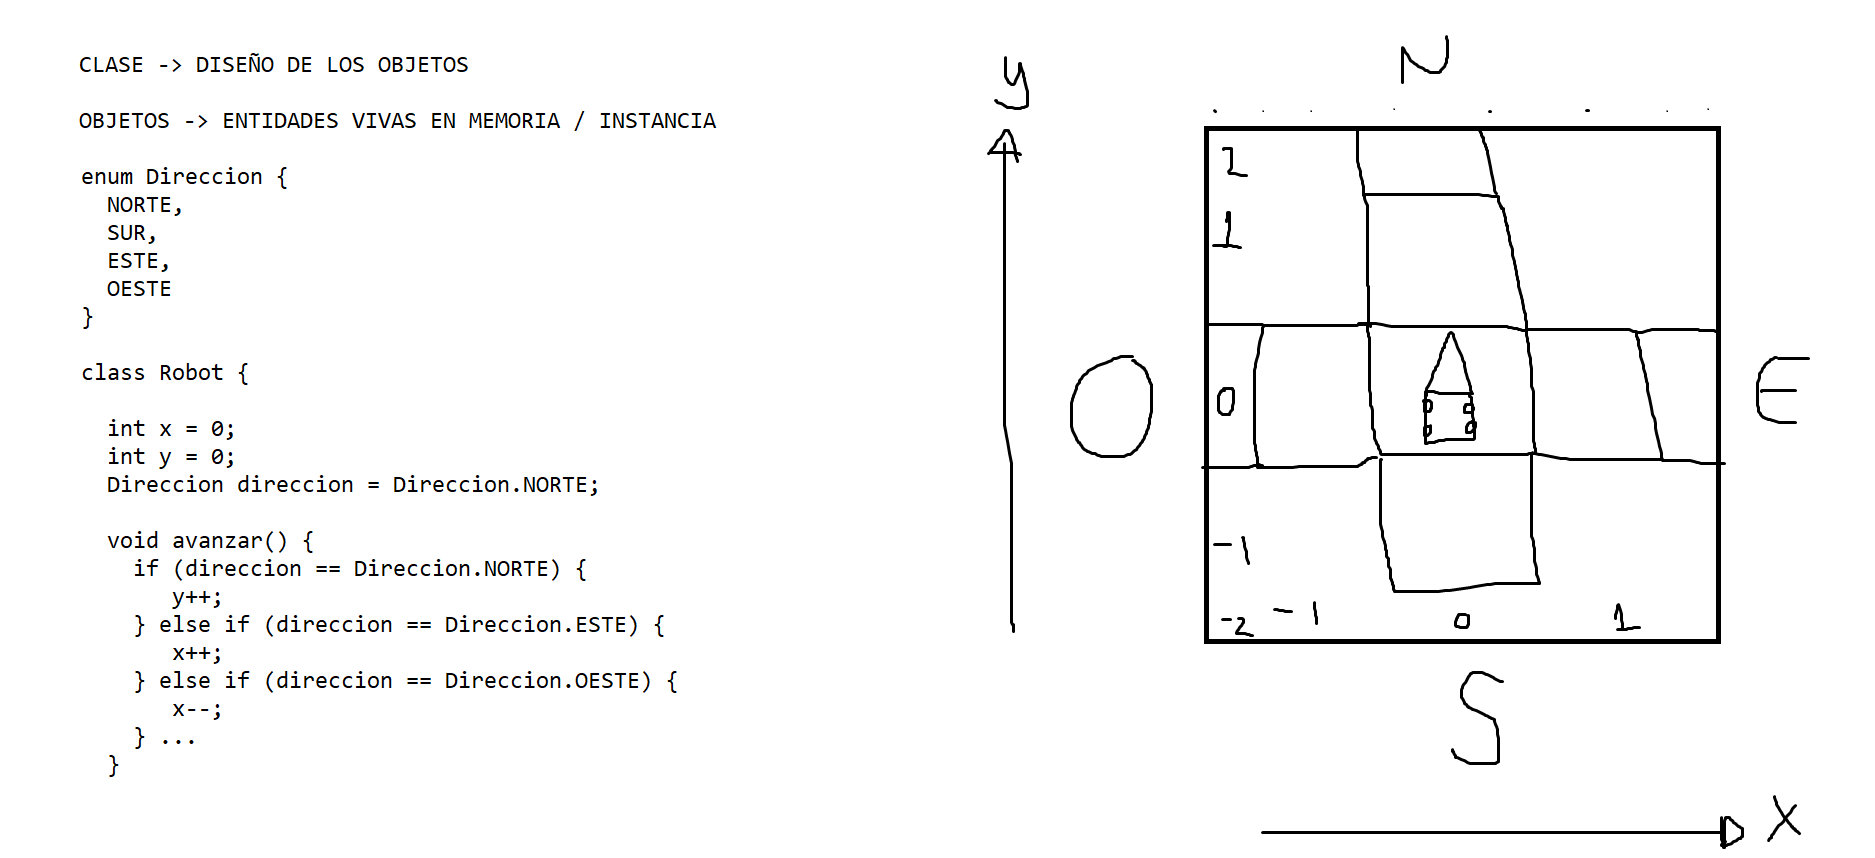 CLASE -> DISEÑO DE LOS OBJETOS
OBJETOS -> ENTIDADES VIVAS EN MEMORIA / INSTANCIA
enum Direccion {
NORTE,
SUR,
ESTE,
OESTE
}
class Robot {
int x = 0;
int y = 0;
Direccion direccion = Direccion.NORTE;
void avanzar() {
if (direccion == Direccion.NORTE) {
y++;
} else if (direccion == Direccion.ESTE) {
x++;
} else if (direccion == Direccion.OESTE) {
x--;
} ...
}
y
N
2
1
O
0
E
-1
-2 -1 0 1
S
X